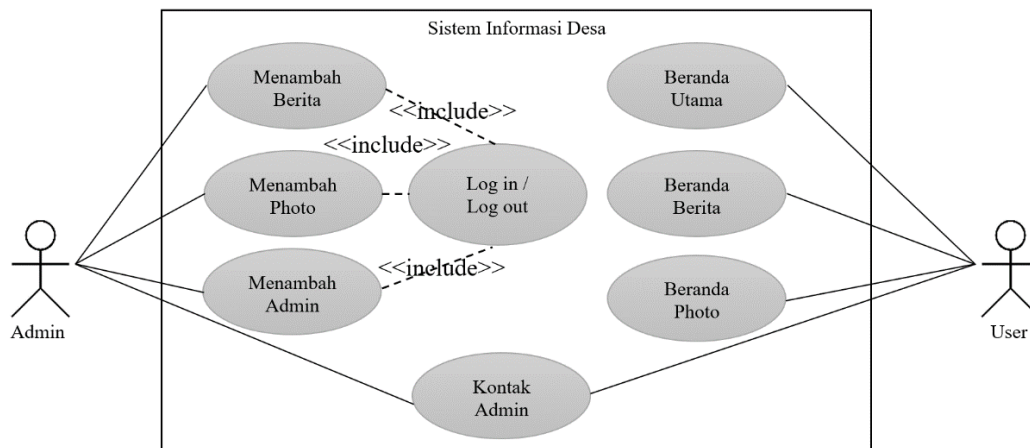 Sistem Informasi Desa
Menambah
Berita
<<include>>
<<include>>
Menambah
Photo
Log in /
Log out
<<include>>
Menambah
Admin
Beranda
Utama
Beranda
Berita
Beranda
Photo
Kontak
Admin
Admin
User